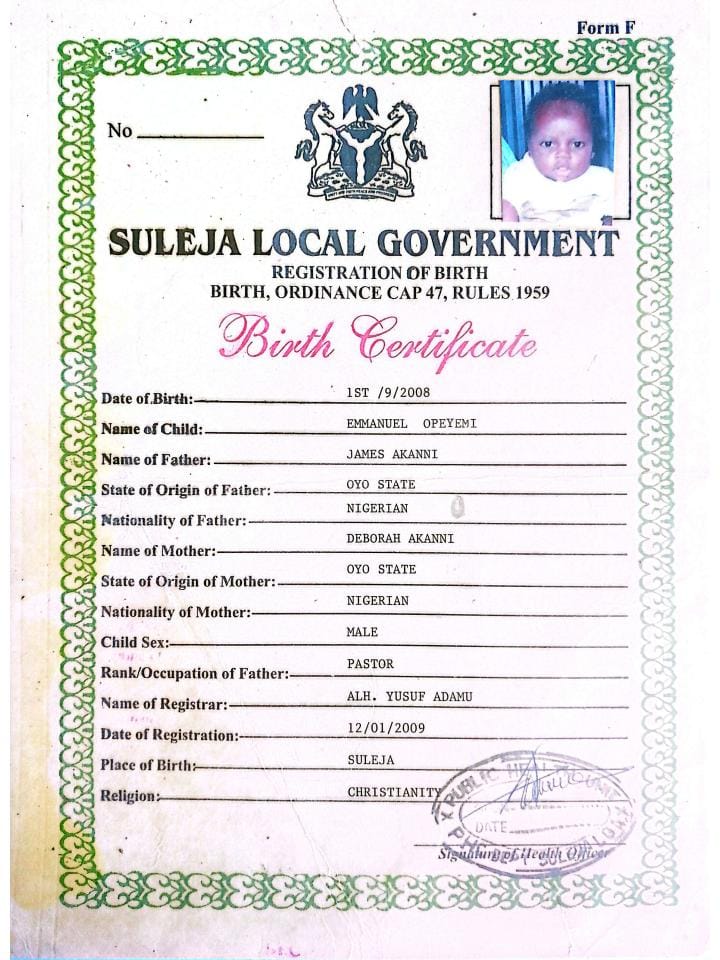 Form F
No
SULEJA LOCAL GOVERNMENT
REGISTRATION OF BIRTH
BIRTH, ORDINANCE CAP 47, RULES 1959
Birth Certificate
Date of Birth: 1ST /9/2008
Name of Child: EMMANUEL OPEYEMI
Name of Father: JAMES AKANNI
State of Origin of Father: OYO STATE
Nationality of Father: NIGERIAN
Name of Mother: DEBORAH AKANNI
State of Origin of Mother: OYO STATE
Nationality of Mother: NIGERIAN
Child Sex: MALE
Rank/Occupation of Father: PASTOR
Name of Registrar: ALH. YUSUF ADAMU
Date of Registration: 12/01/2009
Place of Birth: SULEJA
Religion: CHRISTIANITY
PUBLIC
DATE
Signature of Health Officer